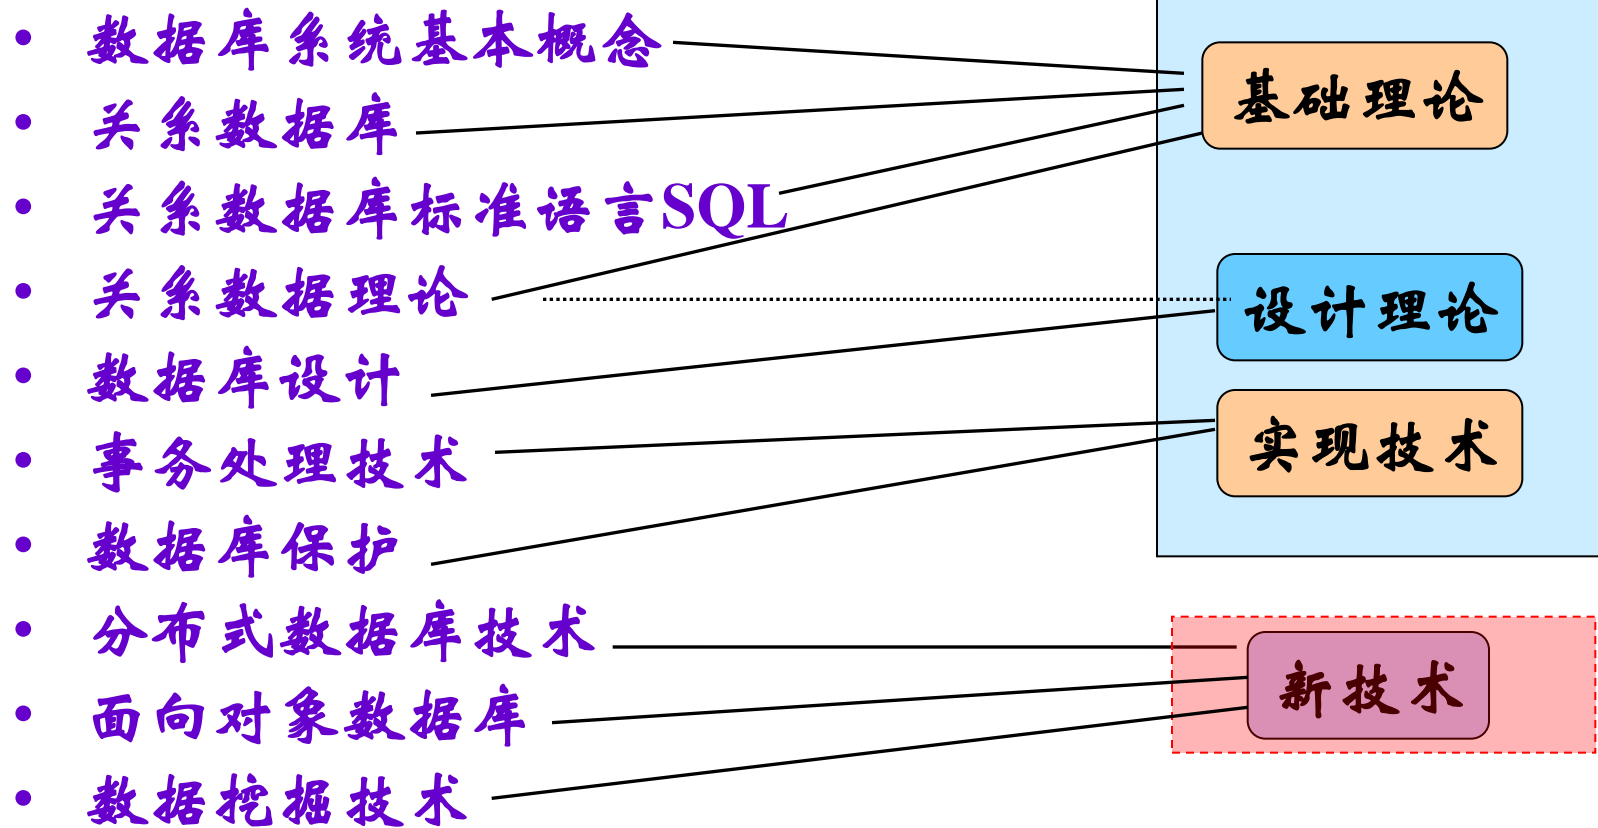 • 数据库系统基本概念
• 关系数据库
• 关系数据库标准语言SQL
• 关系数据理论
• 数据库设计
• 事务处理技术
• 数据库保护
• 分布式数据库技术
• 面向对象数据库
• 数据挖掘技术
基础理论
设计理论
实现技术
新技术